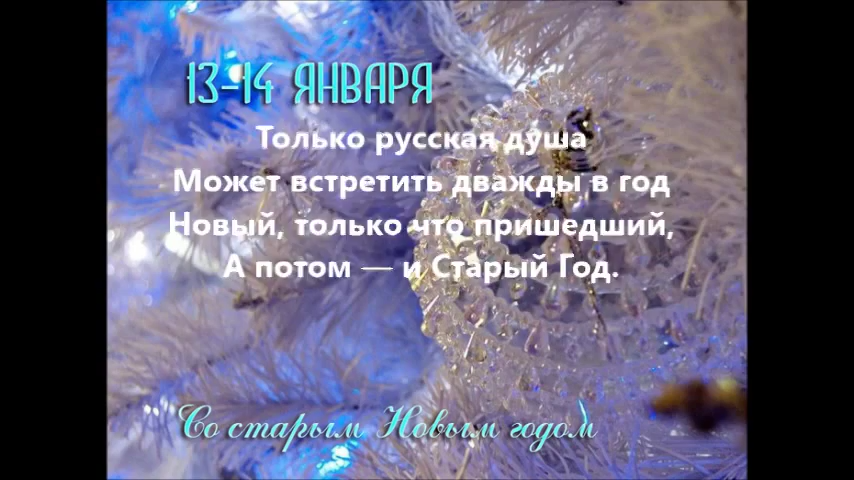 13-14 ЯНВАРЯ
Только русская душа
Может встретить дважды в год
Новый, только что пришедший,
А потом — и Старый Год.
Со старым Новым годом